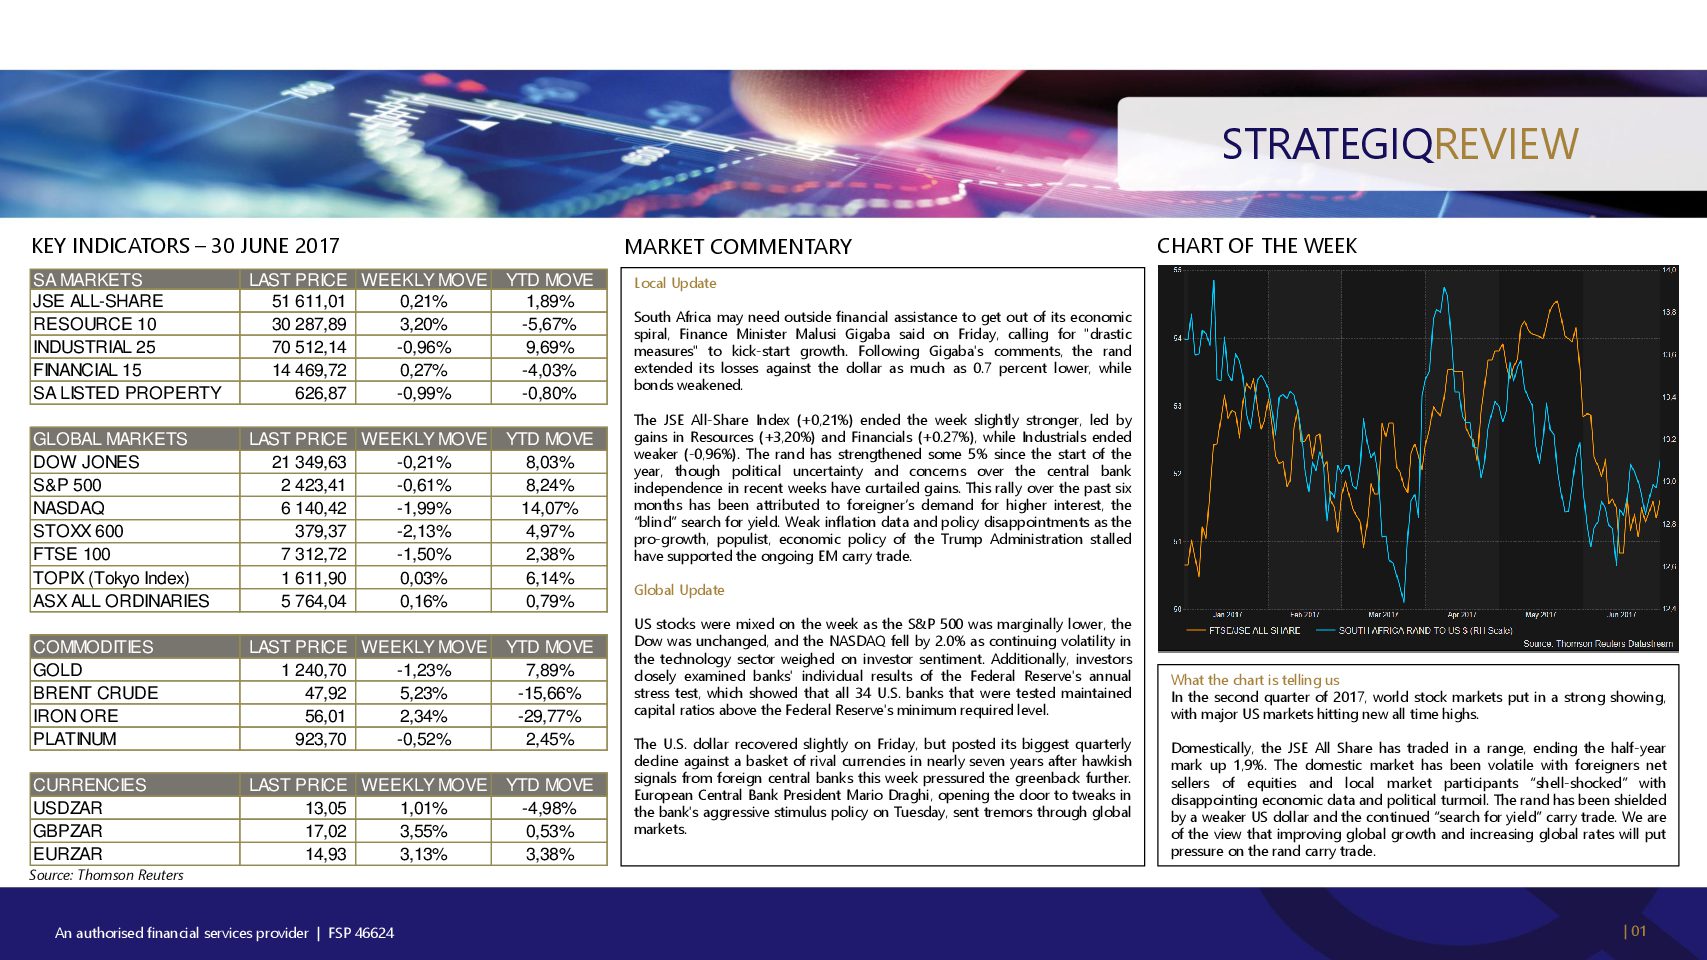 7000
680
STRATEGIQREVIEW
KEY INDICATORS – 30 JUNE 2017
SA MARKETS LAST PRICE WEEKLY MOVE YTD MOVE
JSE ALL-SHARE 51 611,01 0,21% 1,89%
RESOURCE 10 30 287,89 3,20% -5,67%
INDUSTRIAL 25 70 512,14 -0,96% 9,69%
FINANCIAL 15 14 469,72 0,27% -4,03%
SA LISTED PROPERTY 626,87 -0,99% -0,80%
GLOBAL MARKETS LAST PRICE WEEKLY MOVE YTD MOVE
DOW JONES 21 349,63 -0,21% 8,03%
S&P 500 2 423,41 -0,61% 8,24%
NASDAQ 6 140,42 -1,99% 14,07%
STOXX 600 379,37 -2,13% 4,97%
FTSE 100 7 312,72 -1,50% 2,38%
TOPIX (Tokyo Index) 1 611,90 0,03% 6,14%
ASX ALL ORDINARIES 5 764,04 0,16% 0,79%
COMMODITIES LAST PRICE WEEKLY MOVE YTD MOVE
GOLD 1 240,70 -1,23% 7,89%
BRENT CRUDE 47,92 5,23% -15,66%
IRON ORE 56,01 2,34% -29,77%
PLATINUM 923,70 -0,52% 2,45%
CURRENCIES LAST PRICE WEEKLY MOVE YTD MOVE
USDZAR 13,05 1,01% -4,98%
GBPZAR 17,02 3,55% 0,53%
EURZAR 14,93 3,13% 3,38%
Source: Thomson Reuters
MARKET COMMENTARY
Local Update
South Africa may need outside financial assistance to get out of its economic
spiral, Finance Minister Malusi Gigaba said on Friday, calling for "drastic
measures" to kick-start growth. Following Gigaba's comments, the rand
extended its losses against the dollar as much as 0.7 percent lower, while
bonds weakened.
The JSE All-Share Index (+0,21%) ended the week slightly stronger, led by
gains in Resources (+3,20%) and Financials (+0.27%), while Industrials ended
weaker (-0,96%). The rand has strengthened some 5% since the start of the
year, though political uncertainty and concerns over the central bank
independence in recent weeks have curtailed gains. This rally over the past six
months has been attributed to foreigner's demand for higher interest, the
“blind” search for yield. Weak inflation data and policy disappointments as the
pro-growth, populist, economic policy of the Trump Administration stalled
have supported the ongoing EM carry trade.
Global Update
US stocks were mixed on the week as the S&P 500 was marginally lower, the
Dow was unchanged, and the NASDAQ fell by 2.0% as continuing volatility in
the technology sector weighed on investor sentiment. Additionally, investors
closely examined banks' individual results of the Federal Reserve's annual
stress test, which showed that all 34 U.S. banks that were tested maintained
capital ratios above the Federal Reserve's minimum required level.
The U.S. dollar recovered slightly on Friday, but posted its biggest quarterly
decline against a basket of rival currencies in nearly seven years after hawkish
signals from foreign central banks this week pressured the greenback further.
European Central Bank President Mario Draghi, opening the door to tweaks in
the bank's aggressive stimulus policy on Tuesday, sent tremors through global
markets.
CHART OF THE WEEK
55 14,0
13,8
54
13,6
53 13,4
13,2
52
13,0
12,8
51
12,6
50 12,4
Jan 2017 Feb 2017 Mar 2017 Apr 2017 May 2017 Jun 2017
FTSE/JSE ALL SHARE SOUTH AFRICA RAND TO US $ (RH Scale)
Source: Thomson Reuters Datastream
What the chart is telling us
In the second quarter of 2017, world stock markets put in a strong showing,
with major US markets hitting new all time highs.
Domestically, the JSE All Share has traded in a range, ending the half-year
mark up 1,9%. The domestic market has been volatile with foreigners net
sellers of equities and local market participants “shell-shocked” with
disappointing economic data and political turmoil. The rand has been shielded
by a weaker US dollar and the continued “search for yield” carry trade. We are
of the view that improving global growth and increasing global rates will put
pressure on the rand carry trade.
An authorised financial services provider | FSP 46624
| 01